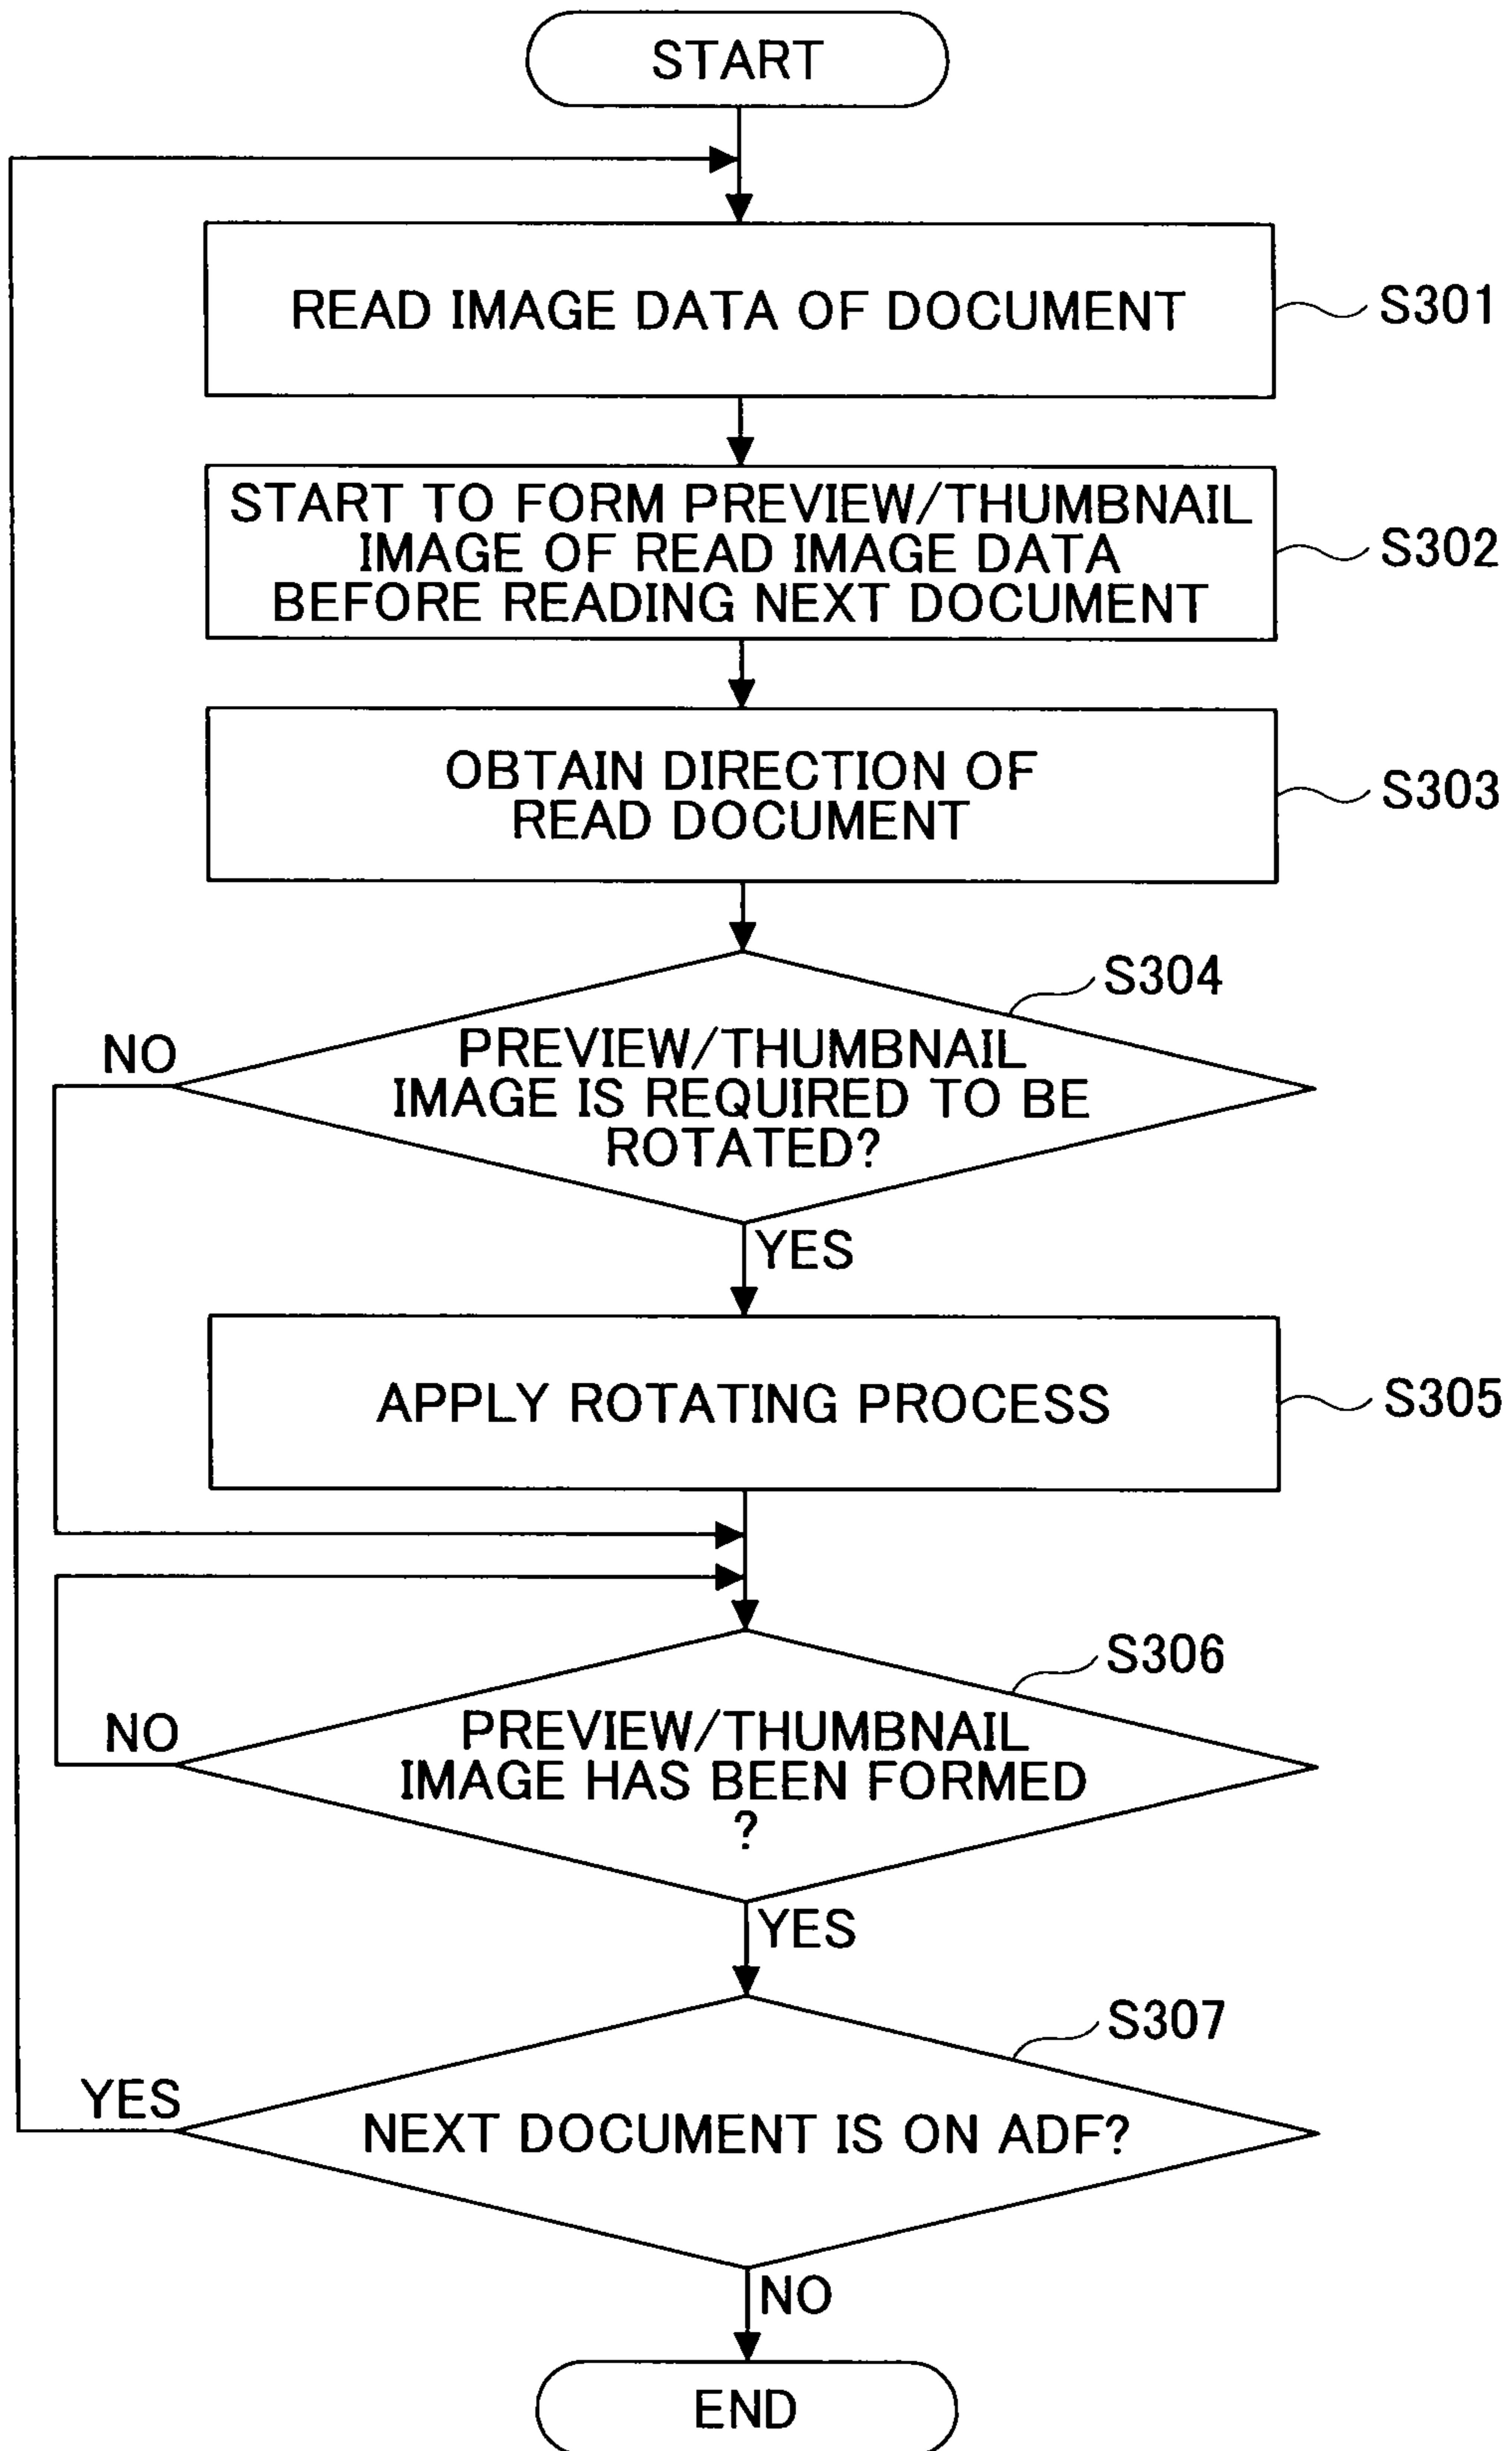 START
READ IMAGE DATA OF DOCUMENT
S301
START TO FORM PREVIEW/THUMBNAIL
IMAGE OF READ IMAGE DATA
BEFORE READING NEXT DOCUMENT
S302
OBTAIN DIRECTION OF
READ DOCUMENT
S303
S304
NO
PREVIEW/THUMBNAIL
IMAGE IS REQUIRED TO BE
ROTATED?
YES
APPLY ROTATING PROCESS
S305
S306
NO
PREVIEW/THUMBNAIL
IMAGE HAS BEEN FORMED
?
YES
S307
YES
NEXT DOCUMENT IS ON ADF?
NO
END